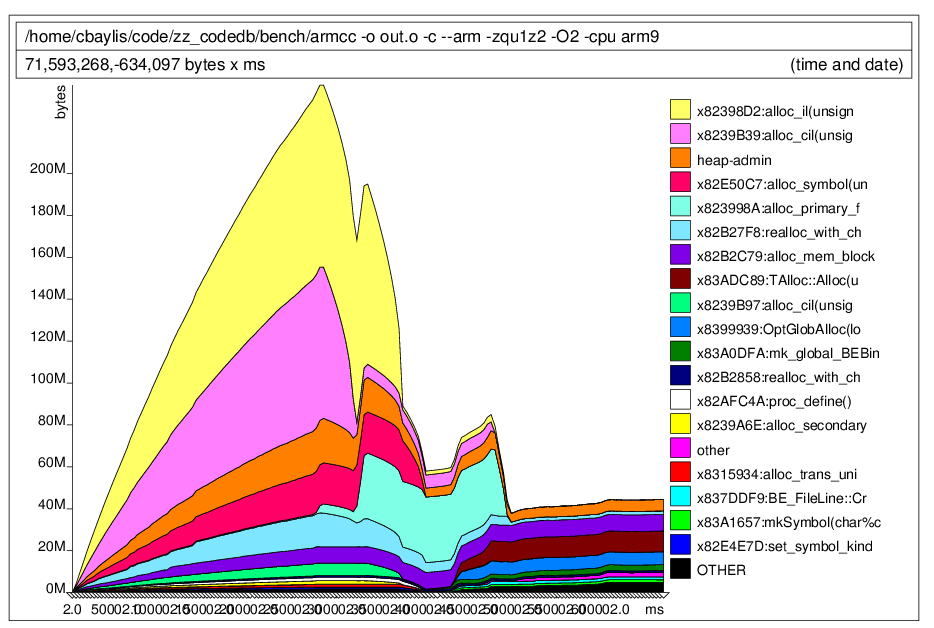 /home/cbaylis/code/zz_codedb/bench/armcc -o out.o -c --arm -zqu1z2 -O2 -cpu arm9
71,593,268,-634,097 bytes x ms (time and date)
bytes
200M
180M
160M
140M
120M
100M
80M
60M
40M
20M
0M
2.0
ms
x82398D2:alloc_il(unsign
x8239B39:alloc_cil(unsig
heap-admin
x82E50C7:alloc_symbol(un
x823998A:alloc_primary_f
x82B27F8:realloc_with_ch
x82B2C79:alloc_mem_block
x83ADC89:TAlloc::Alloc(u
x8239B97:alloc_cil(unsig
x8399939:OptGlobAlloc(lo
x83A0DFA:mk_global_BEBin
x82B2858:realloc_with_ch
x82AFC4A:proc_define()
x8239A6E:alloc_secondary
other
x8315934:alloc_trans_uni
x837DDF9:BE_FileLine::Cr
x83A1657:mkSymbol(char%c
x82E4E7D:set_symbol_kind
OTHER